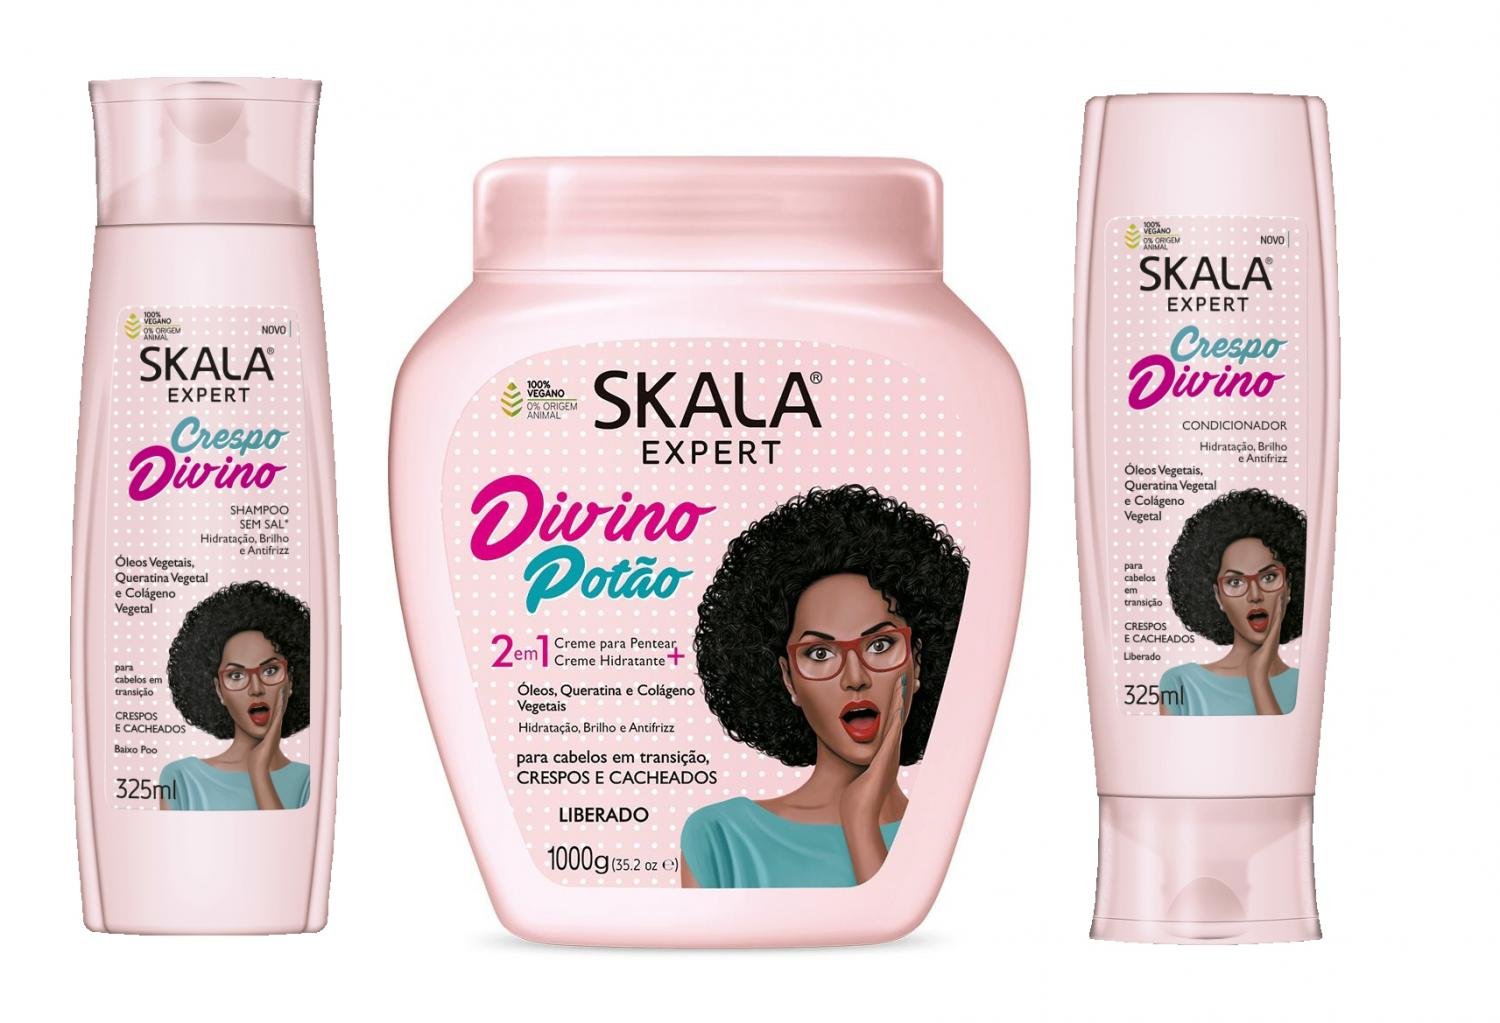 100%
VEGANO
0% ORIGEM
ANIMAL
NOVO
SKALA®
EXPERT
Crespo
Divino
SHAMPOO
SEM SAL*
Hidratação, Brilho
e Antifrizz
Óleos Vegetais,
Queratina Vegetal
e Colágeno
Vegetal
para
cabelos em
transição
CRESPOS
E CACHEADOS
Baixo Poo
325ml
100%
VEGANO
0% ORIGEM
ANIMAL
SKALA®
EXPERT
Divino
Potão
2em1 Creme para Pentear
Creme Hidratante +
Óleos, Queratina e Colágeno
Vegetais
Hidratação, Brilho e Antifrizz
para cabelos em transição,
CRESPOS E CACHEADOS
LIBERADO
1000g (35.2 oz ℮)
100%
VEGANO
0% ORIGEM
ANIMAL
NOVO
SKALA®
EXPERT
Crespo
Divino
CONDICIONADOR
Hidratação, Brilho
e Antifrizz
Óleos Vegetais,
Queratina Vegetal
e Colágeno
Vegetal
para
cabelos
em
transição
CRESPOS
E CACHEADOS
Liberado
325ml